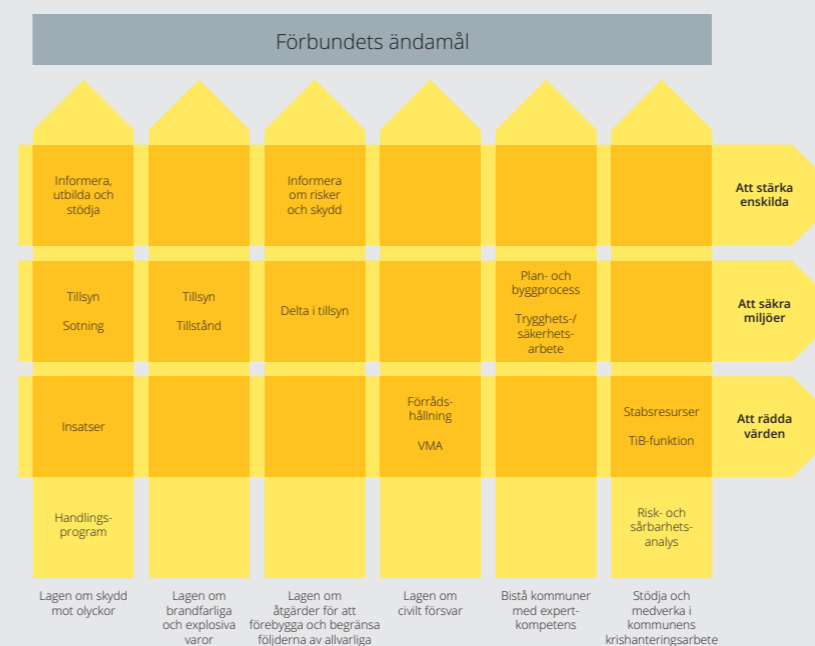 Förbundets ändamål
Informera,
utbilda och
stödja
Informera
om risker
och skydd
Att stärka
enskilda
Tillsyn
Sotning
Tillsyn
Tillstånd
Delta i tillsyn
Plan- och
byggprocess
Trygghets-/
säkerhets-
arbete
Att säkra
miljöer
Insatser
Förråds-
hållning
VMA
Stabsresurser
TiB-funktion
Att rädda
värden
Handlings-
program
Risk- och
sårbarhets-
analys
Lagen om skydd
mot olyckor
Lagen om
brandfarliga
och explosiva
varor
Lagen om
åtgärder för att
förebygga och begränsa
följderna av allvarliga
Lagen om
civilt försvar
Bistå kommuner
med expert-
kompetens
Stödja och
medverka i
kommunens
krishanteringsarbete